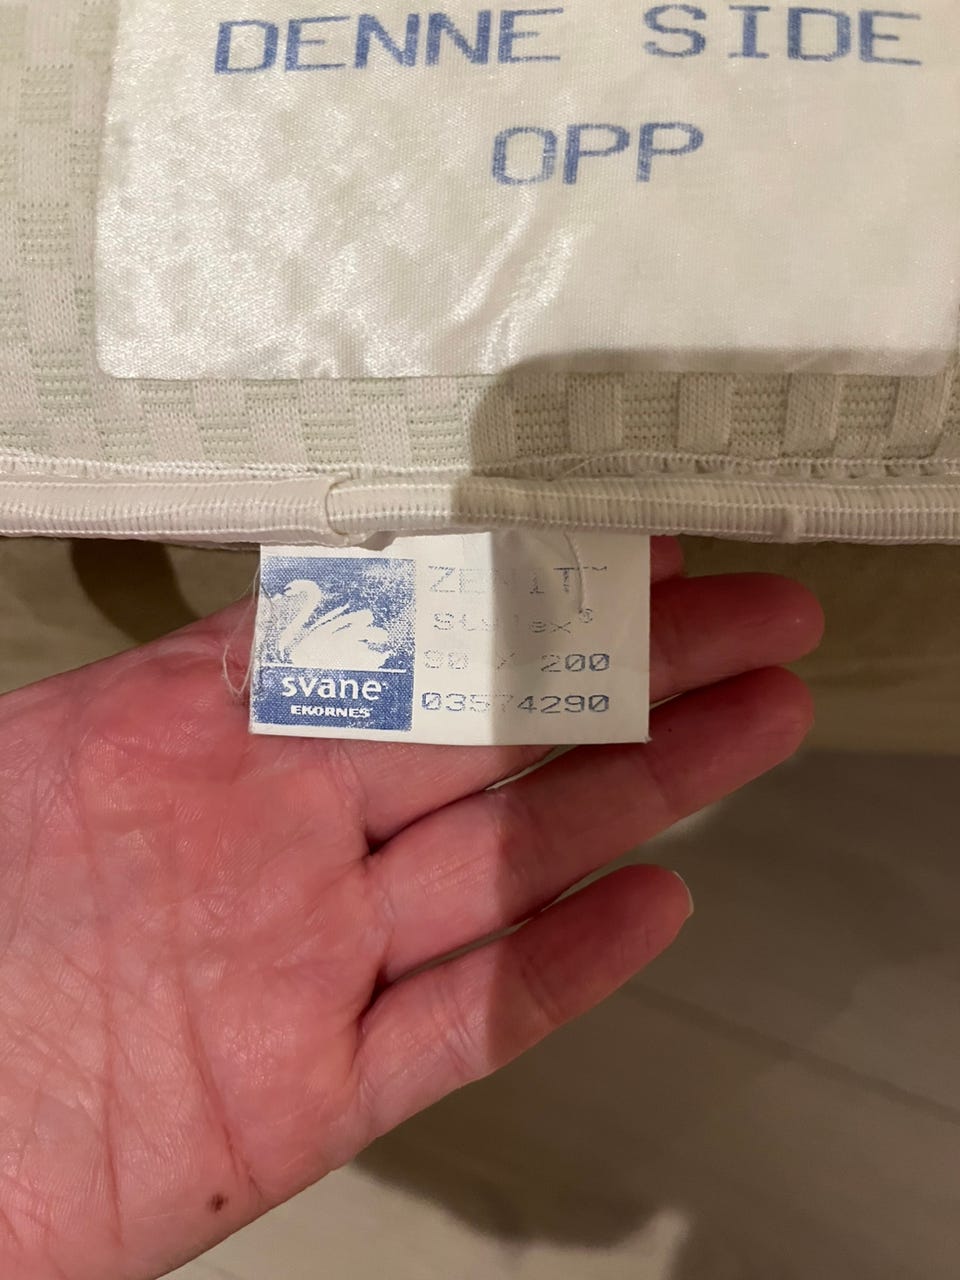 DENNE SIDE
OPP
svane
EKORNES
90 / 200
03574290